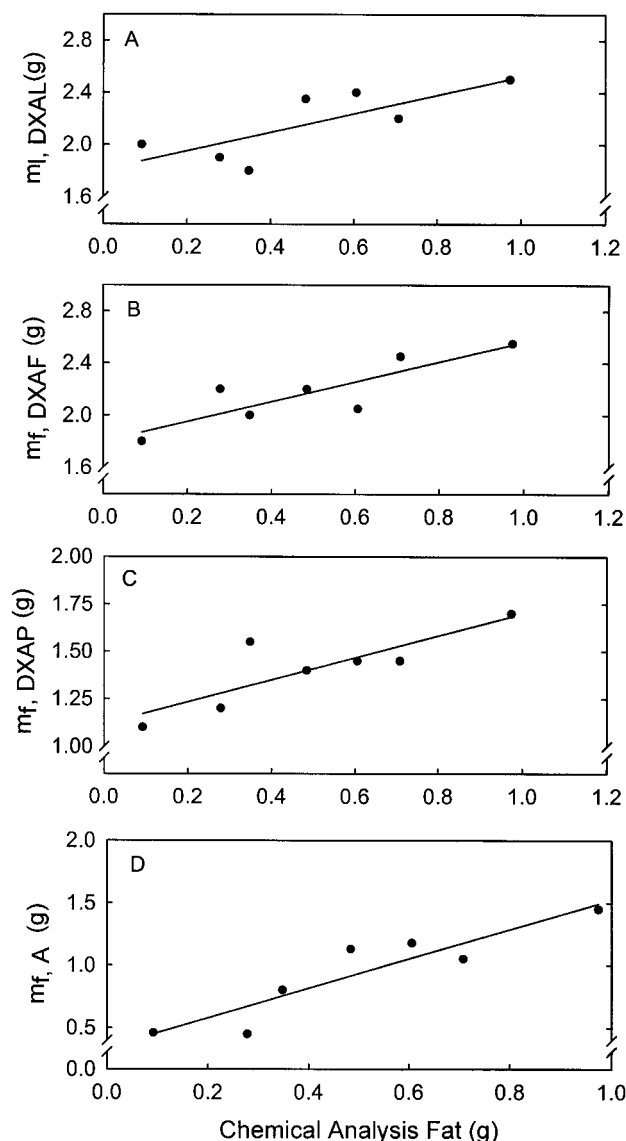 A
m_l, DXAL(g)
2.8
2.4
2.0
1.6
0.0 0.2 0.4 0.6 0.8 1.0 1.2
B
m_f, DXAF (g)
2.8
2.4
2.0
1.6
0.0 0.2 0.4 0.6 0.8 1.0 1.2
C
m_f, DXAP (g)
2.00
1.75
1.50
1.25
1.00
0.0 0.2 0.4 0.6 0.8 1.0 1.2
D
m_f, A (g)
2.0
1.5
1.0
0.5
0.0
0.0 0.2 0.4 0.6 0.8 1.0
Chemical Analysis Fat (g)